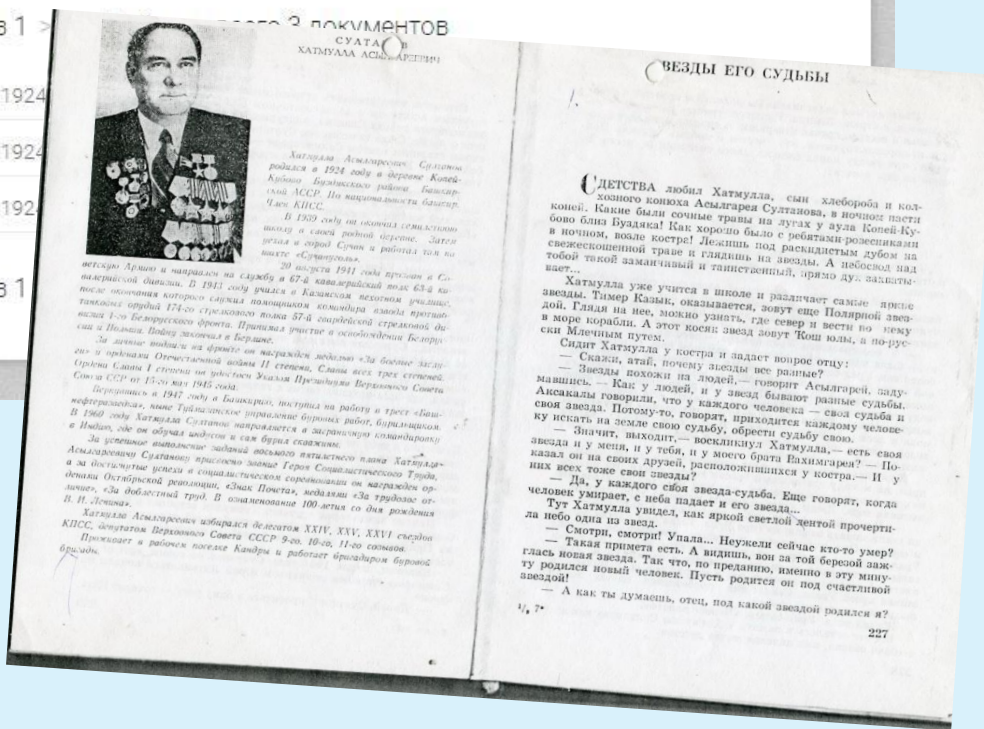 в 1 > всего 3 документов
1924
1924
192
в 1
СУЛТА В
ХАТМУЛЛА АСЫЛГАРЕЕВИЧ
Хатмулла Асылгареевич Султанов
родился в 1924 году в деревне Копей-
Кубово Буздякского района Башкир-
ской АССР. По национальности башкир.
Член КПСС.
В 1939 году он окончил семилетнюю
школу в своей родной деревне. Затем
уехал в город Сучан и работал там на
шахте «Сучануголь».
20 августа 1941 года призван в Со-
ветскую Армию и направлен на службу в 67-й кавалерийский полк 63-й ка-
валерийской дивизии. В 1943 году учился в Казанском пехотном училище,
после окончания которого служил помощником командира взвода противо-
танковых орудий 174-го стрелкового полка 57-й гвардейской стрелковой ди-
визии 1-го Белорусского фронта. Принимал участие в освобождении Белорус-
сии и Польши. Войну закончил в Берлине.
За личные подвиги на фронте он награжден медалью «За боевые заслу-
ги» и орденами Отечественной войны II степени, Славы всех трех степеней.
Ордена Славы I степени он удостоен Указом Президиума Верховного Совета
Союза ССР от 15-го мая 1946 года.
Вернувшись в 1947 году в Башкирию, поступил на работу в трест «Баш-
нефтеразведка», ныне Туймазинское управление буровых работ, бурильщиком.
В 1960 году Хатмулла Султанов направляется в заграничную командировку
в Индию, где он обучал индусов и сам бурил скважины.
За успешное выполнение заданий восьмого пятилетнего плана Хатмулле
Асылгареевичу Султанову присвоено звание Героя Социалистического Труда,
а за достигнутые успехи в социалистическом соревновании он награжден ор-
денами Октябрьской революции, «Знак Почета», медалями «За трудовое от-
личие», «За доблестный труд. В ознаменование 100-летия со дня рождения
В. И. Ленина».
Хатмулла Асылгареевич избирался делегатом XXIV, XXV, XXVI съездов
КПСС, депутатом Верховного Совета СССР 9-го, 10-го, 11-го созывов.
Проживает в рабочем поселке Кандры и работает бригадиром буровой
бригады.
ВЕЗДЫ ЕГО СУДЬБЫ
С ДЕТСТВА любил Хатмулла, сын хлебороба и кол-
хозного конюха Асылгарея Султанова, в ночном пасти
коней. Какие были сочные травы на лугах у аула Копей-Ку-
бово близ Буздяка! Как хорошо было с ребятами-ровесниками
в ночном, возле костра! Лежишь под раскидистым дубом на
свежескошенной траве и глядишь на звезды. А небосвод над
тобой такой заманчивый и таинственный, прямо дух захваты-
вает...
Хатмулла уже учится в школе и различает самые яркие
звезды. Тимер Казык, оказывается, зовут еще Полярной звез-
дой. Глядя на нее, можно узнать, где север и вести по нему
в море корабли. А этот косяк звезд зовут Кош юлы, а по-рус-
ски Млечным путем.
Сидит Хатмулла у костра и задает вопрос отцу:
— Скажи, атай, почему звезды все разные?
— Звезды похожи на людей,— говорит Асылгарей, заду-
мавшись. — Как у людей, и у звезд бывают разные судьбы.
Аксакалы говорили, что у каждого человека — своя судьба и
своя звезда. Потому-то, говорят, приходится каждому челове-
ку искать на земле свою судьбу, обрести судьбу свою.
— Значит, выходит,— воскликнул Хатмулла,— есть своя
звезда и у меня, и у тебя, и у моего брата Рахимгарея? — По-
казал он на своих друзей, расположившихся у костра.— И у
них всех тоже свои звезды?
— Да, у каждого своя звезда-судьба. Еще говорят, когда
человек умирает, с неба падает и его звезда...
Тут Хатмулла увидел, как яркой светлой лентой прочерти-
ла небо одна из звезд.
— Смотри, смотри! Упала... Неужели сейчас кто-то умер?
— Такая примета есть. А видишь, вон за той березой заж-
глась новая звезда. Так что, по преданию, именно в эту мину-
ту родился новый человек. Пусть родится он под счастливой
звездой!
— А как ты думаешь, отец, под какой звездой родился я?
227